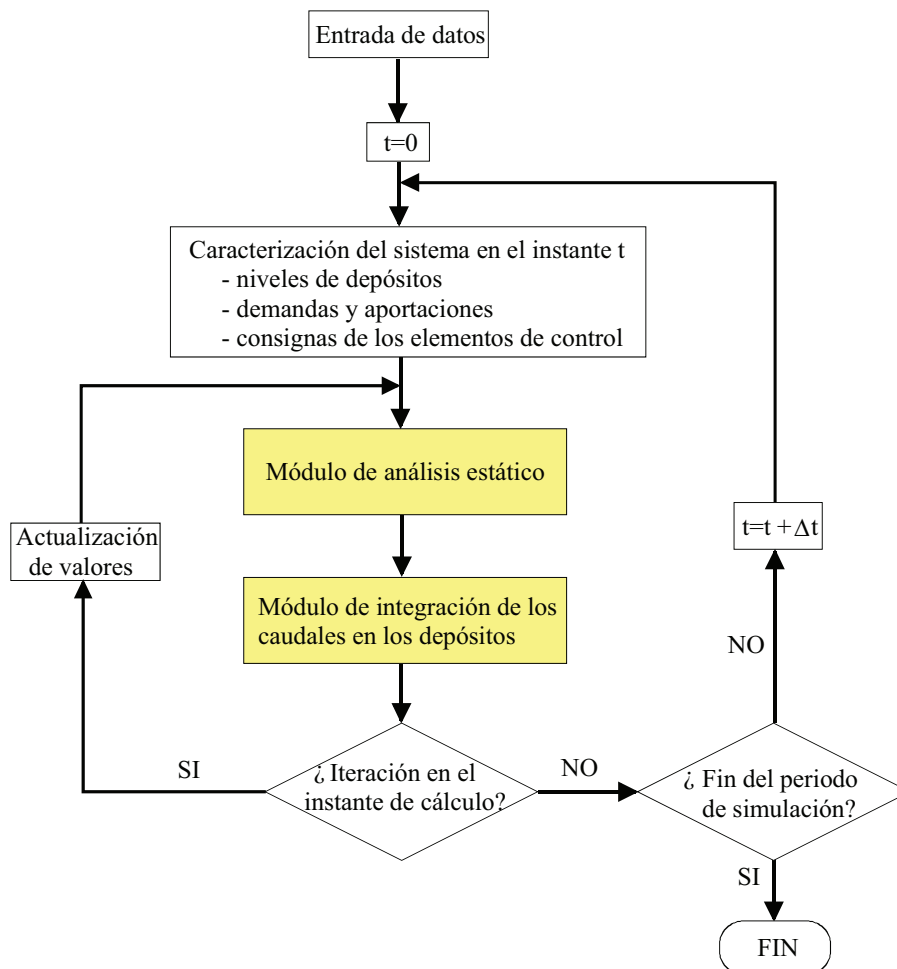 Entrada de datos
t=0
Caracterización del sistema en el instante t
- niveles de depósitos
- demandas y aportaciones
- consignas de los elementos de control
Módulo de análisis estático
Actualización
de valores
t=t + Δt
Módulo de integración de los
caudales en los depósitos
NO
SI
¿ Iteración en el
instante de cálculo?
NO
¿ Fin del periodo
de simulación?
SI
FIN